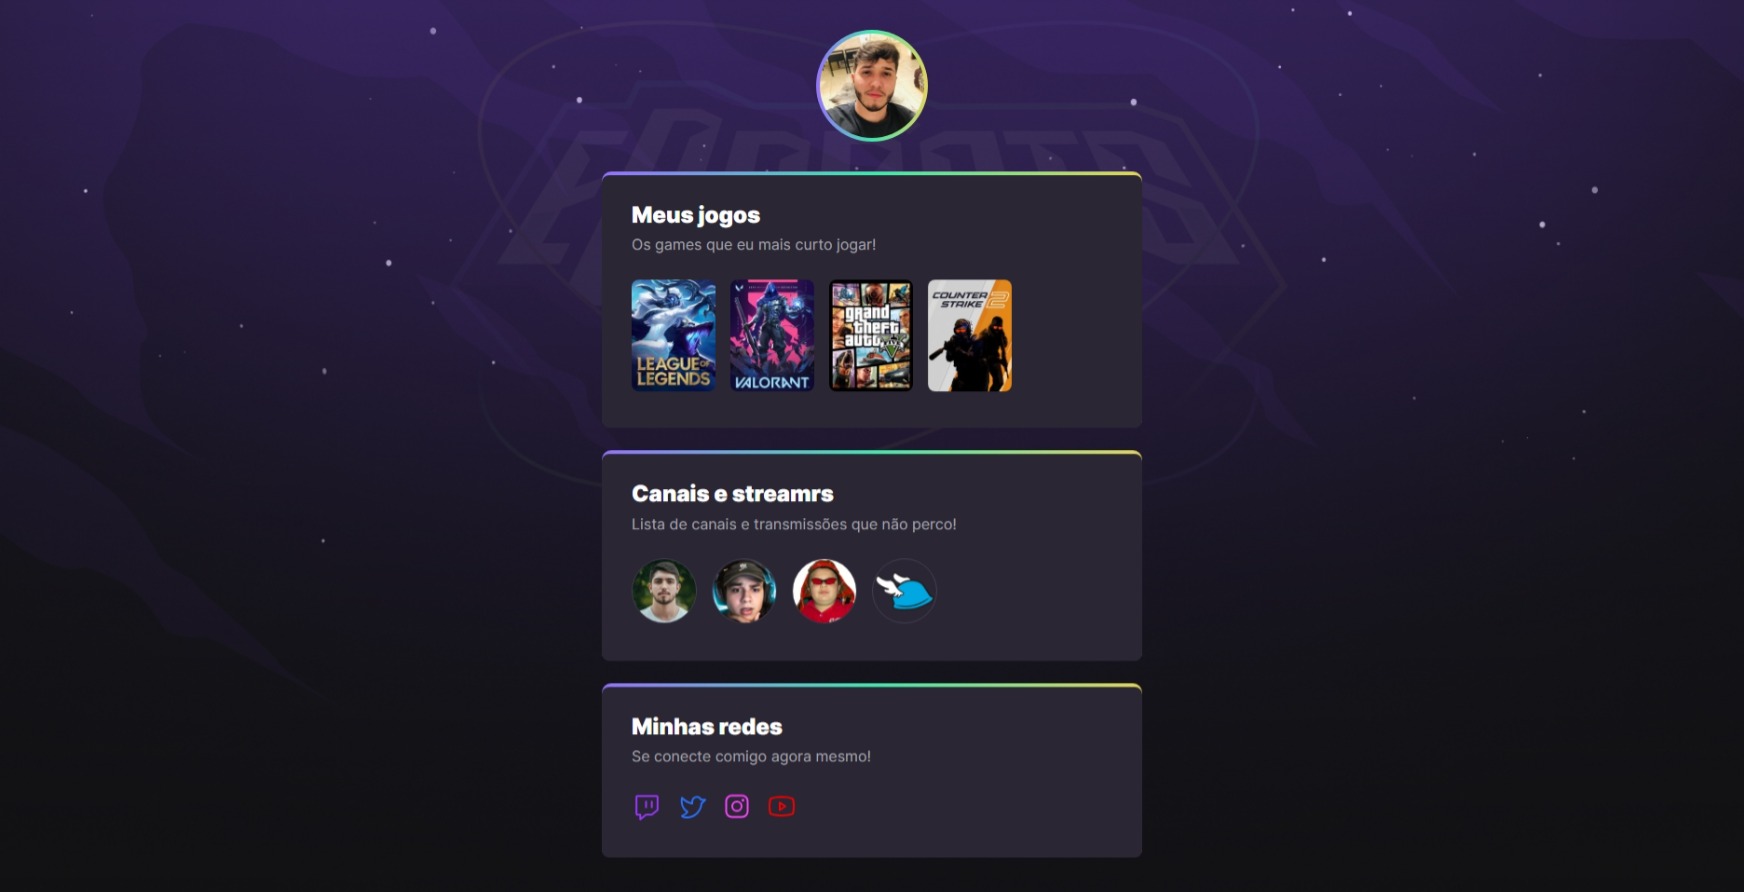 ESPORTS
Meus jogos
Os games que eu mais curto jogar!
LEAGUE OF
LEGENDS
VALORANT
grand
theft
auto
V
COUNTER
STRIKE 2
Canais e streamrs
Lista de canais e transmissões que não perco!
Minhas redes
Se conecte comigo agora mesmo!